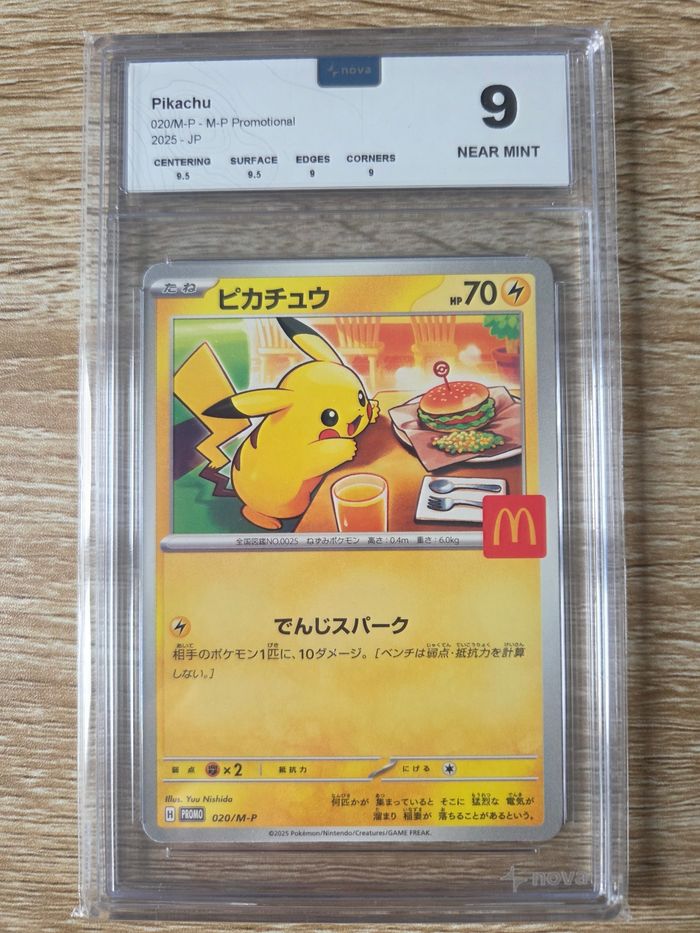 nova
Pikachu
020/M-P - M-P Promotional
2025 - JP
CENTERING SURFACE EDGES CORNERS
9.5 9.5 9 9
9
NEAR MINT
たね
ピカチュウ
HP70
全国図鑑NO.0025 ねずみポケモン 高さ:0.4m 重さ:6.0kg
でんじスパーク
相手のポケモン1匹に、10ダメージ。[ベンチは弱点・抵抗力を計算
しない。]
弱点 ×2 抵抗力 にげる
Illus. Yuu Nishida
H PROMO 020/M-P
何匹かが 集まっていると そこに 猛烈な 電気が
溜まり 稲妻が 落ちることがあるという。
©2025 Pokémon/Nintendo/Creatures/GAME FREAK.
nova